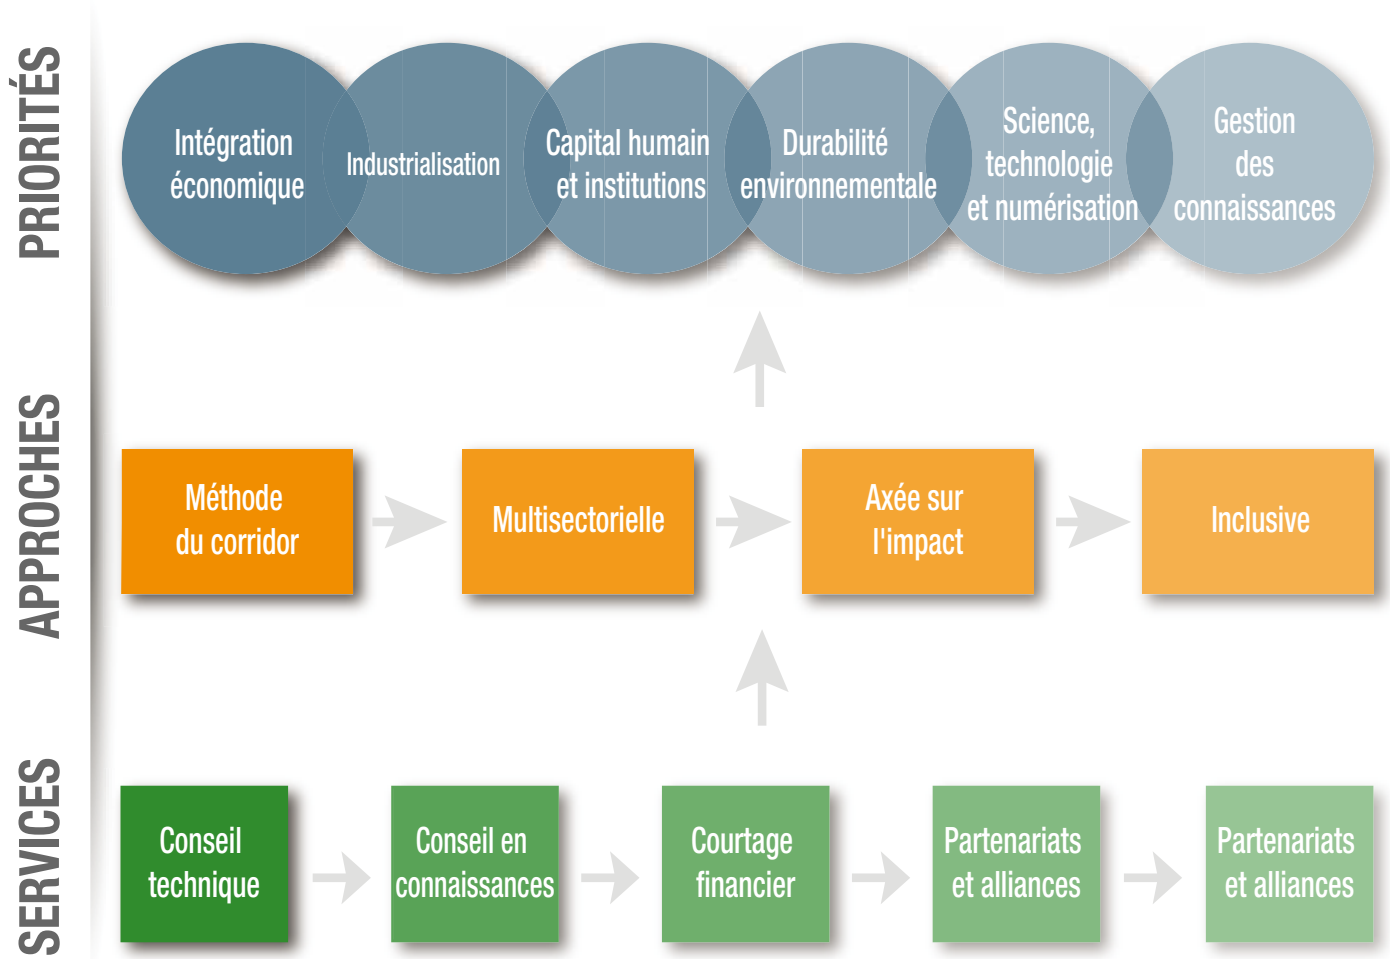 PRIORITÉS
Intégration
économique
Industrialisation
Capital humain
et institutions
Durabilité
environnementale
Science,
technologie
et numérisation
Gestion
des
connaissances
APPROCHES
Méthode
du corridor
Multisectorielle
Axée sur
l'impact
Inclusive
SERVICES
Conseil
technique
Conseil en
connaissances
Courtage
financier
Partenariats
et alliances
Partenariats
et alliances